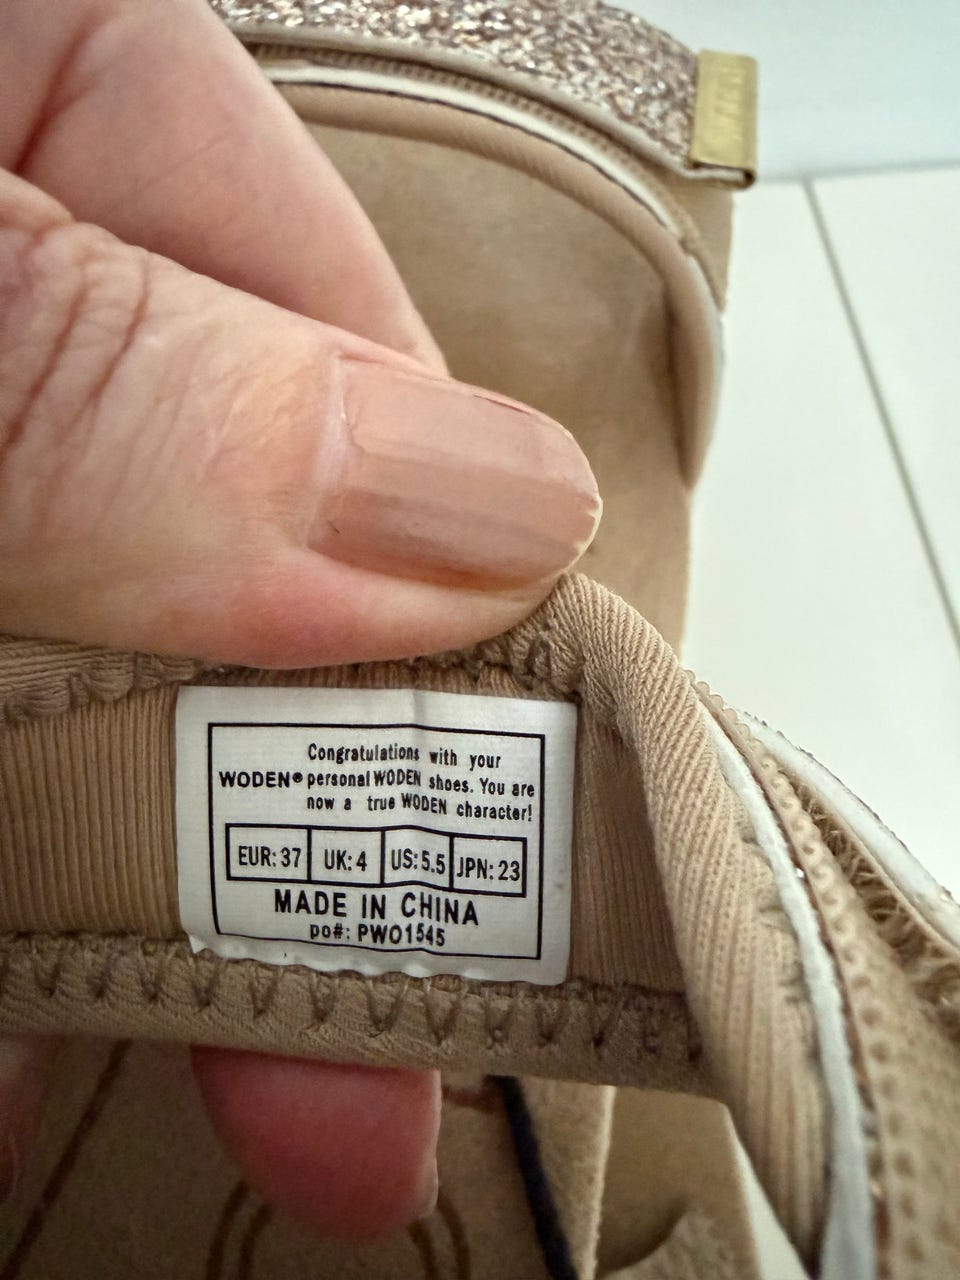 Congratulations with your
WODEN® personal WODEN shoes. You are
now a true WODEN character!
EUR: 37 UK: 4 US: 5.5 JPN: 23
MADE IN CHINA
po#: PWO1545